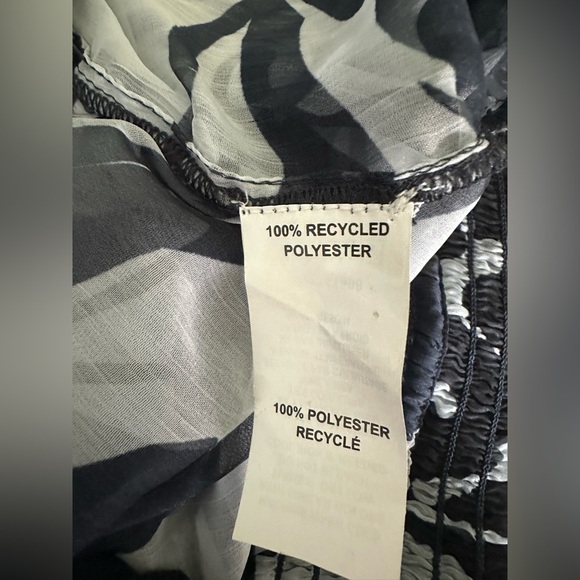 100% RECYCLED
POLYESTER
100% POLYESTER
RECYCLÉ